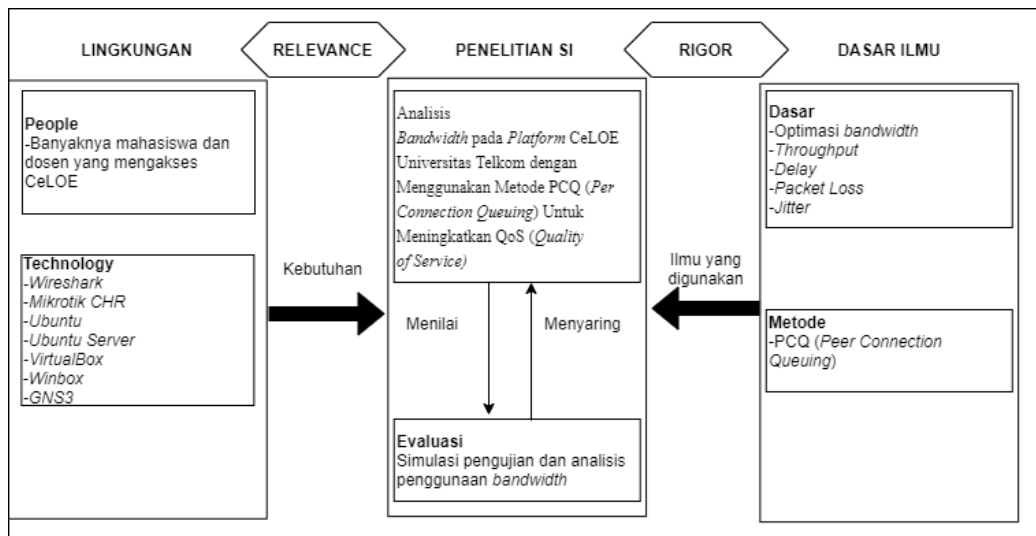 LINGKUNGAN
RELEVANCE
PENELITIAN SI
RIGOR
DASAR ILMU
People
-Banyaknya mahasiswa dan
dosen yang mengakses
CeLOE
Technology
-Wireshark
-Mikrotik CHR
-Ubuntu
-Ubuntu Server
-VirtualBox
-Winbox
-GNS3
Kebutuhan
Analisis
Bandwidth pada Platform CeLOE
Universitas Telkom dengan
Menggunakan Metode PCQ (Per
Connection Queuing) Untuk
Meningkatkan QoS (Quality
of Service)
Menilai
Menyaring
Evaluasi
Simulasi pengujian dan analisis
penggunaan bandwidth
Ilmu yang
digunakan
Dasar
-Optimasi bandwidth
-Throughput
-Delay
-Packet Loss
-Jitter
Metode
-PCQ (Peer Connection
Queuing)